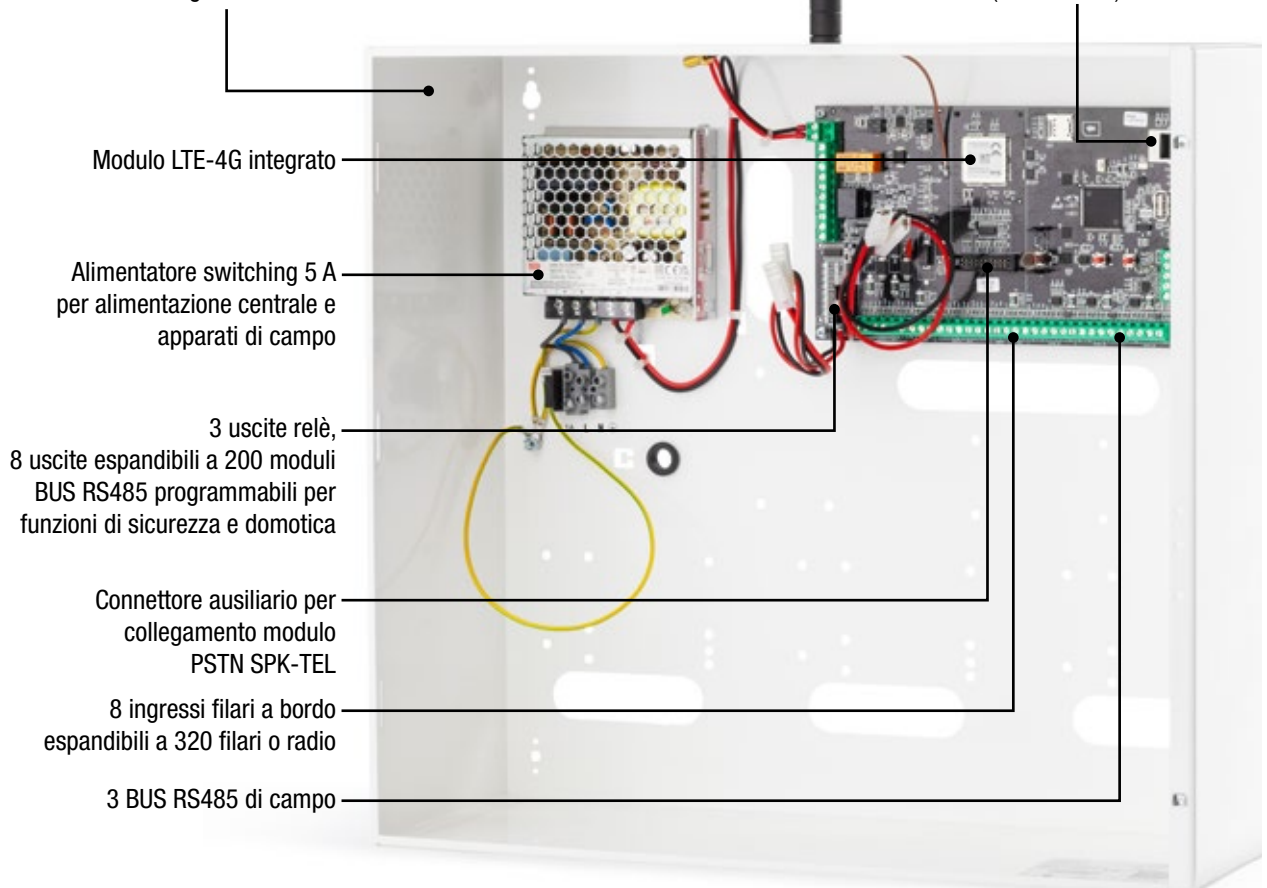 Modulo LTE-4G integrato
Alimentatore switching 5 A
per alimentazione centrale e
apparati di campo
3 uscite relè,
8 uscite espandibili a 200 moduli
BUS RS485 programmabili per
funzioni di sicurezza e domotica
Connettore ausiliario per
collegamento modulo
PSTN SPK-TEL
8 ingressi filari a bordo
espandibili a 320 filari o radio
3 BUS RS485 di campo